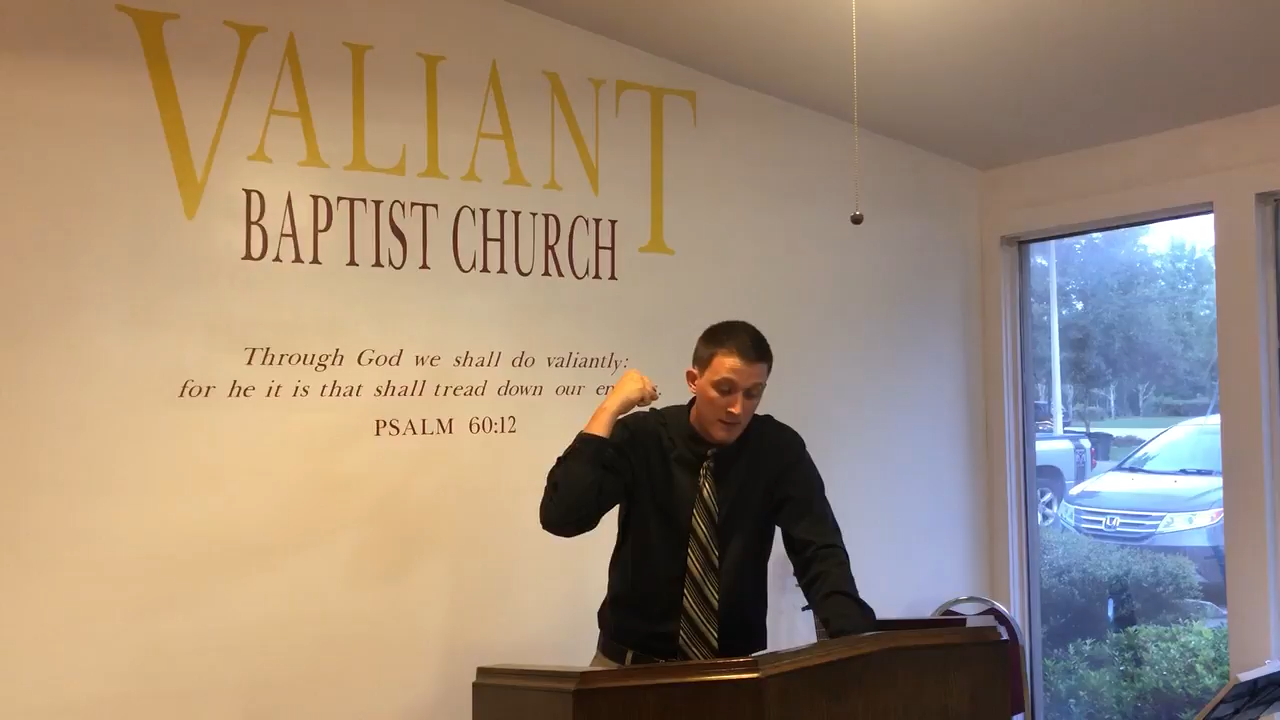 VALIANT
BAPTIST CHURCH
Through God we shall do valiantly:
for he it is that shall tread down our
PSALM 60:12